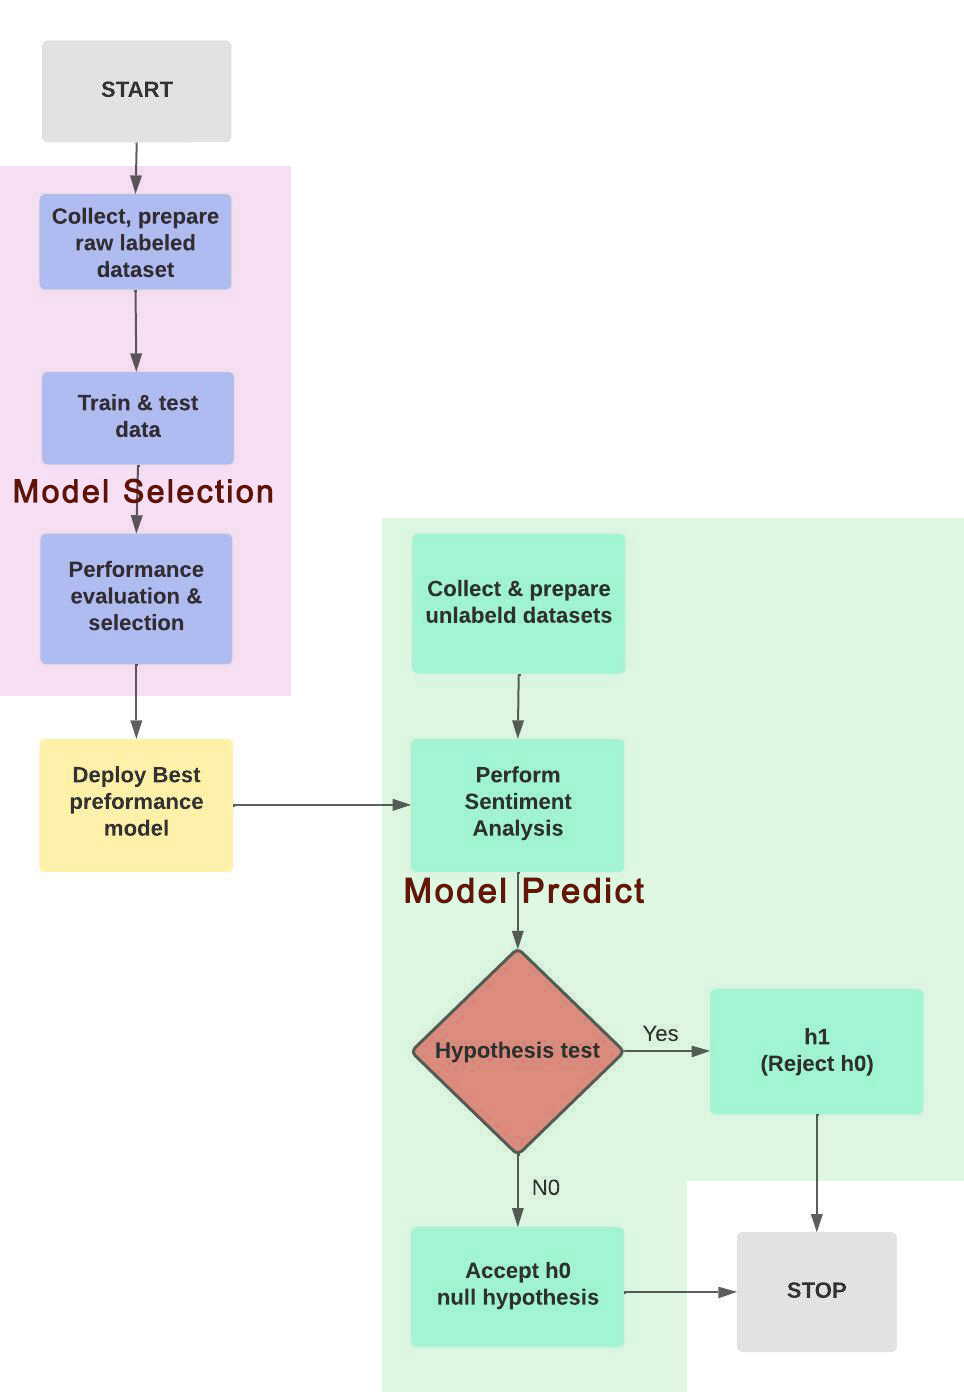 START
Collect, prepare
raw labeled
dataset
Train & test
data
Model Selection
Performance
evaluation &
selection
Deploy Best
preformance
model
Collect & prepare
unlabeld datasets
Perform
Sentiment
Analysis
Model Predict
Hypothesis test
Yes
h1
(Reject h0)
N0
Accept h0
null hypothesis
STOP